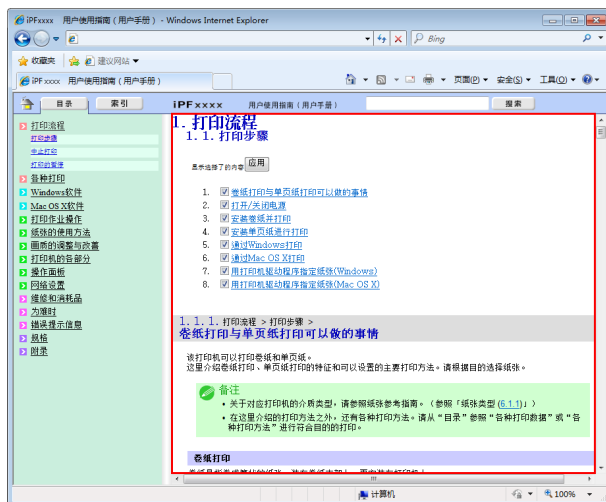 iPFxxxx 用户使用指南(用户手册) - Windows Internet Explorer
Bing
收藏夹 建议网站
iPFxxxx 用户使用指南(用户手册)
页面(P) 安全(S) 工具(O)
目录 索引 iPFxxxx 用户使用指南(用户手册) 搜索
打印流程
打印步骤
中止打印
打印的暂停
各种打印
Windows软件
Mac OS X软件
打印作业操作
纸张的使用方法
画质的调整与改善
打印机的各部分
操作面板
网络设置
维修和消耗品
为难时
错误提示信息
规格
附录
1. 打印流程
1. 1. 打印步骤
显示选择了的内容 应用
1. 卷纸打印与单页纸打印可以做的事情
2. 打开/关闭电源
3. 安装卷纸并打印
4. 安装单页纸进行打印
5. 通过Windows打印
6. 通过Mac OS X打印
7. 用打印机驱动程序指定纸张(Windows)
8. 用打印机驱动程序指定纸张(Mac OS X)
1. 1. 1. 打印流程 > 打印步骤 >
卷纸打印与单页纸打印可以做的事情
该打印机可以打印卷纸和单页纸。
这里介绍卷纸打印、单页纸打印的特征和可以设置的主要打印方法。请根据目的选择纸张。
备注
• 关于对应打印机的介质类型,请参照纸张参考指南。(参照「纸张类型 (6.1.1)」)
• 在这里介绍的打印方法之外,还有各种打印方法。请从“目录”参照“各种打印数据”或“各
种打印方法”进行符合目的的打印。
卷纸打印
计算机 100%